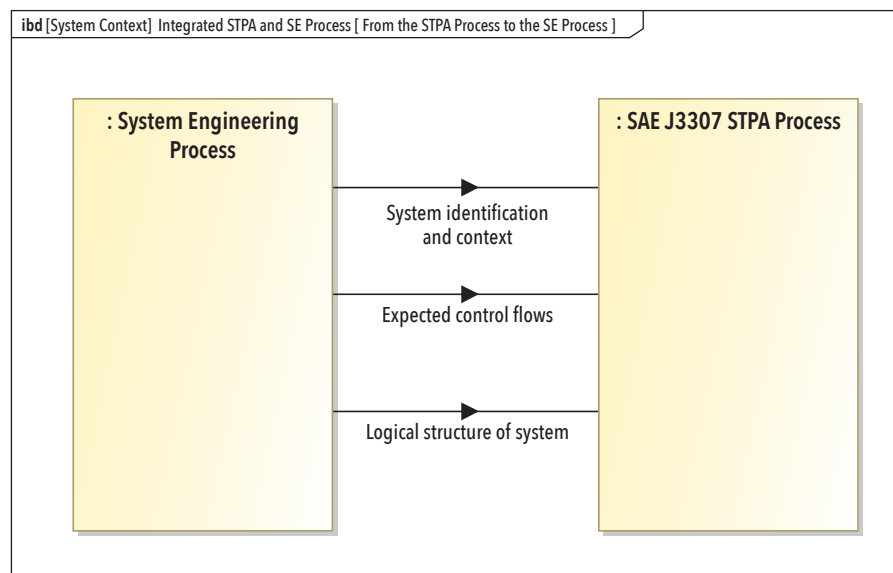 ibd [System Context] Integrated STPA and SE Process [ From the STPA Process to the SE Process ]
: System Engineering
Process
: SAE J3307 STPA Process
System identification
and context
Expected control flows
Logical structure of system